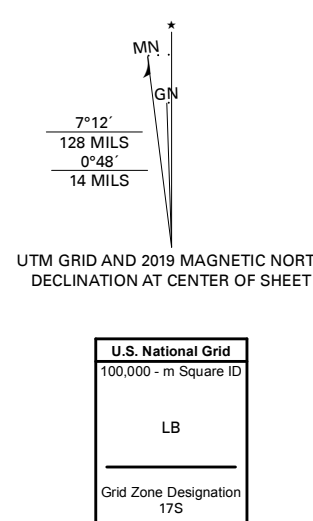 MN
GN
7°12´
128 MILS
0°48´
14 MILS
UTM GRID AND 2019 MAGNETIC NORT
DECLINATION AT CENTER OF SHEET
U.S. National Grid
100,000 - m Square ID
LB
Grid Zone Designation
17S